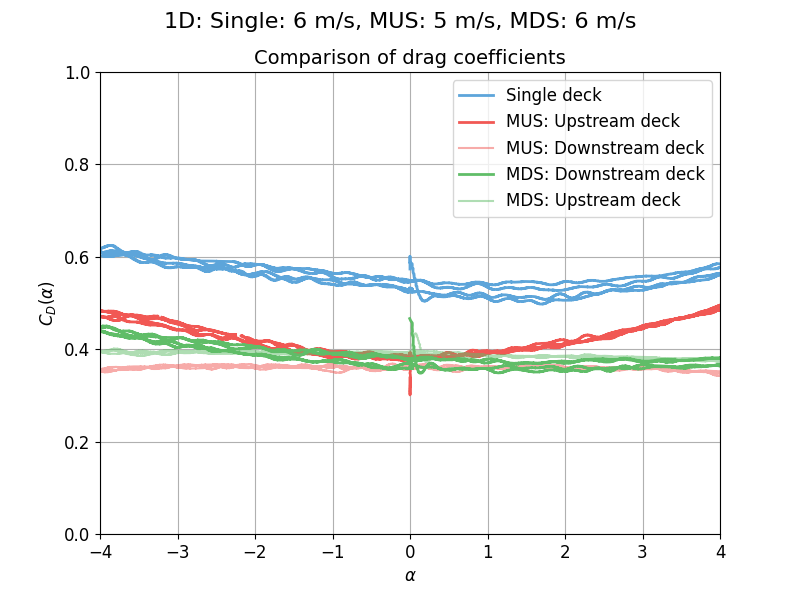 1D: Single: 6 m/s, MUS: 5 m/s, MDS: 6 m/s
Comparison of drag coefficients
1.0
0.8
0.6
0.4
0.2
0.0
C_D(α)
Single deck
MUS: Upstream deck
MUS: Downstream deck
MDS: Downstream deck
MDS: Upstream deck
−4 −3 −2 −1 0 1 2 3 4
α